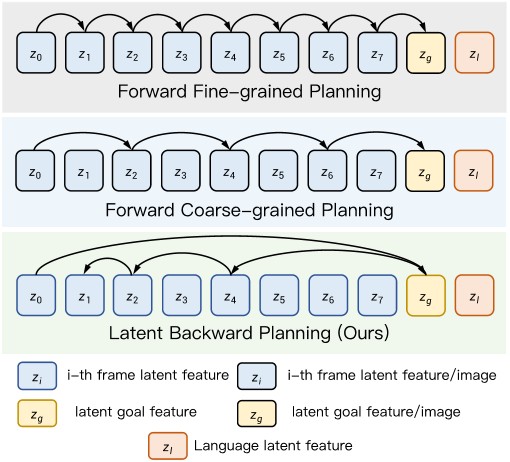 z0 z1 z2 z3 z4 z5 z6 z7 zg zl
Forward Fine-grained Planning
z0 z1 z2 z3 z4 z5 z6 z7 zg zl
Forward Coarse-grained Planning
z0 z1 z2 z3 z4 z5 z6 z7 zg zl
Latent Backward Planning (Ours)
zi i-th frame latent feature zi i-th frame latent feature/image
zg latent goal feature zg latent goal feature/image
zl Language latent feature